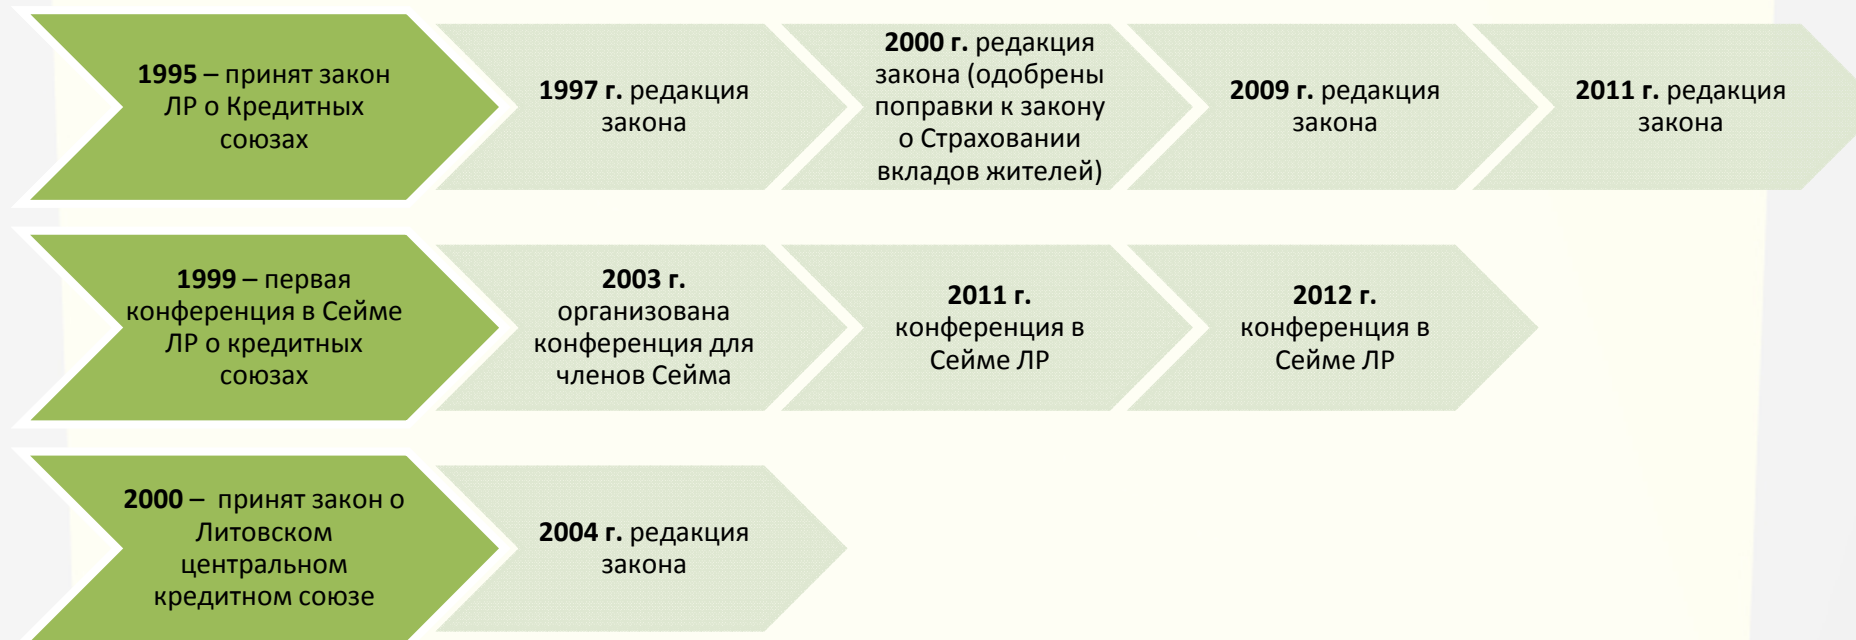 1995 – принят закон
ЛР о Кредитных
союзах
1997 г. редакция
закона
2000 г. редакция
закона (одобрены
поправки к закону
о Страховании
вкладов жителей)
2009 г. редакция
закона
2011 г. редакция
закона
1999 – первая
конференция в Сейме
ЛР о кредитных
союзах
2003 г.
организована
конференция для
членов Сейма
2011 г.
конференция в
Сейме ЛР
2012 г.
конференция в
Сейме ЛР
2000 – принят закон о
Литовском
центральном
кредитном союзе
2004 г. редакция
закона